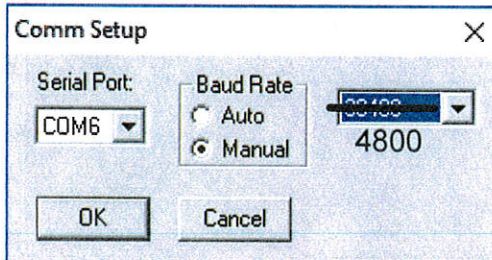 Comm Setup
Serial Port:
COM6
Baud Rate
Auto
Manual
4800
OK
Cancel